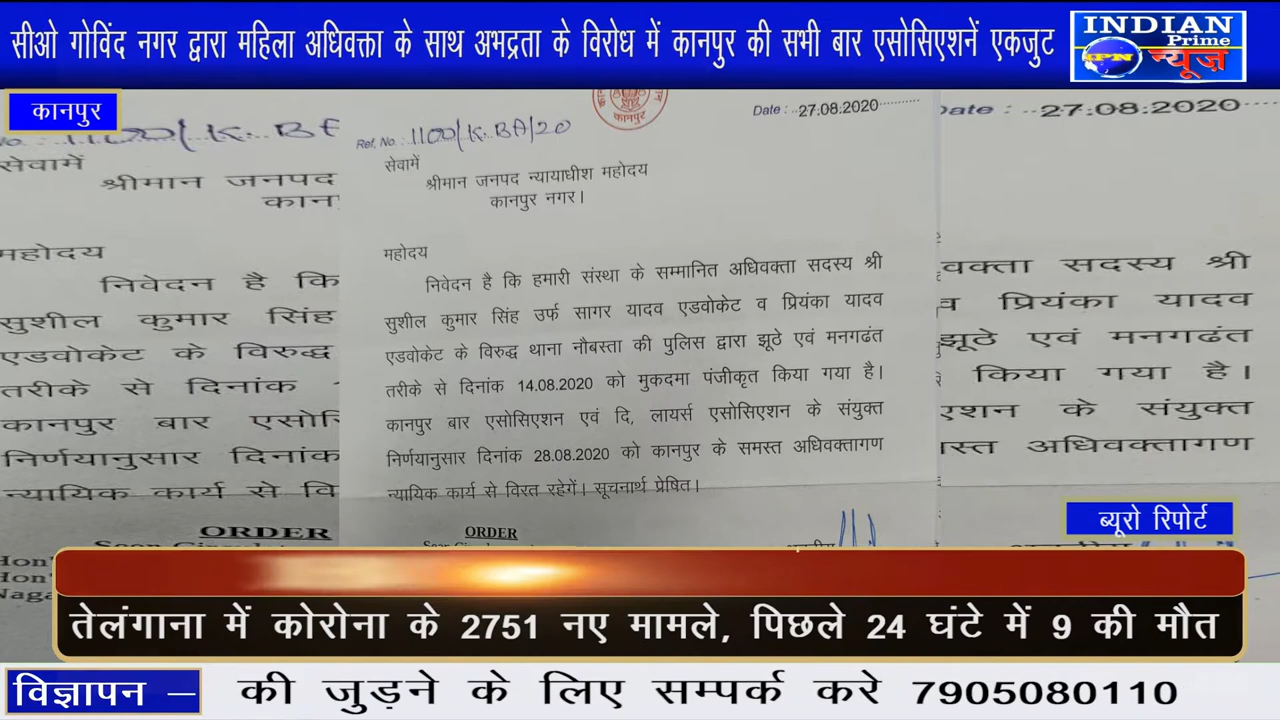 सीओ गोविंद नगर द्वारा महिला अधिवक्ता के साथ अभद्रता के विरोध में कानपुर की सभी बार एसोसिएशनें एकजुट
INDIAN
Prime
IPN न्यूज़
कानपुर
कानपुर
Date : ..27.08.2020
Ref. No. : 1100/K.BA/20
सेवामें
श्रीमान जनपद न्यायाधीश महोदय
कानपुर नगर।
महोदय
निवेदन है कि हमारी संस्था के सम्मानित अधिवक्ता सदस्य श्री
सुशील कुमार सिंह उर्फ सागर यादव एडवोकेट व प्रियंका यादव
एडवोकेट के विरुद्ध थाना नौबस्ता की पुलिस द्वारा झूठे एवं मनगढंत
तरीके से दिनांक 14.08.2020 को मुकदमा पंजीकृत किया गया है।
कानपुर बार एसोसिएशन एवं दि, लायर्स एसोसिएशन के संयुक्त
निर्णयानुसार दिनांक 28.08.2020 को कानपुर के समस्त अधिवक्तागण
न्यायिक कार्य से विरत रहेगें। सूचनार्थ प्रेषित।
ORDER
ब्यूरो रिपोर्ट
तेलंगाना में कोरोना के 2751 नए मामले, पिछले 24 घंटे में 9 की मौत
विज्ञापन – की जुड़ने के लिए सम्पर्क करे 7905080110